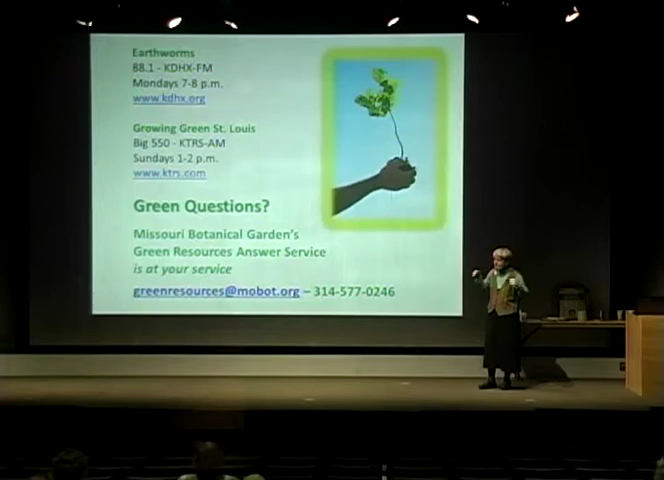 Earthworms
88.1 - KDHX-FM
Mondays 7-8 p.m.
www.kdhx.org
Growing Green St. Louis
Big 550 - KTRS-AM
Sundays 1-2 p.m.
www.ktrs.com
Green Questions?
Missouri Botanical Garden's
Green Resources Answer Service
is at your service
greenresources@mobot.org – 314-577-0246